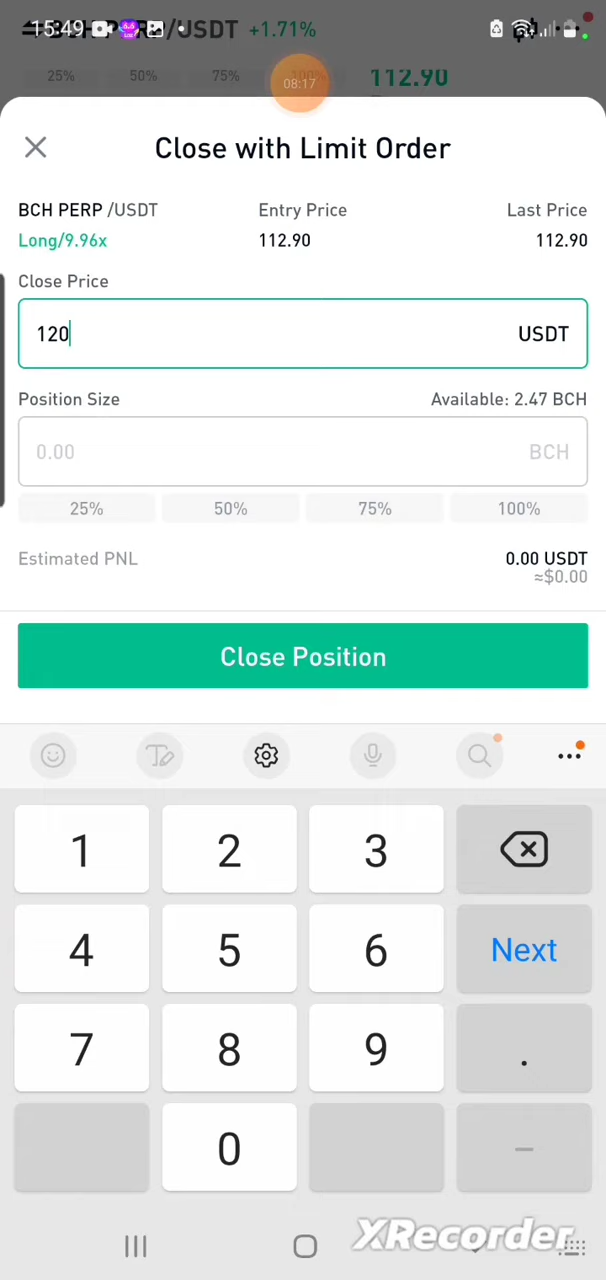 15:49
/USDT +1.71%
25% 50% 75% 100% 112.90
08:17
Close with Limit Order
BCH PERP /USDT Entry Price Last Price
Long/9.96x 112.90 112.90
Close Price
120 USDT
Position Size Available: 2.47 BCH
0.00 BCH
25% 50% 75% 100%
Estimated PNL 0.00 USDT
≈$0.00
Close Position
1 2 3
4 5 6 Next
7 8 9 .
0 –
XRecorder